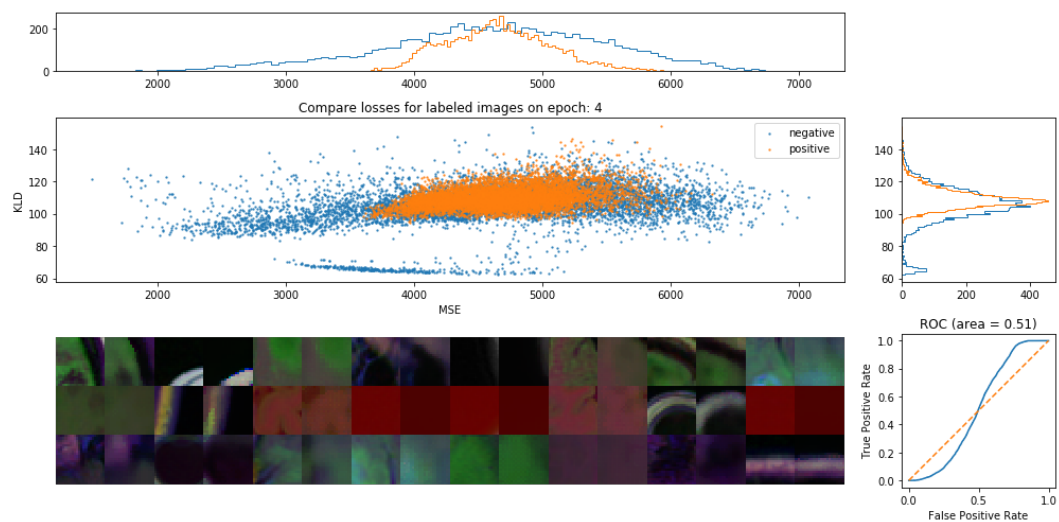 200
0
2000 3000 4000 5000 6000 7000
Compare losses for labeled images on epoch: 4
negative
positive
140
120
100
80
60
KLD
2000 3000 4000 5000 6000 7000
MSE
140
120
100
80
60
0 200 400
ROC (area = 0.51)
1.0
0.8
0.6
0.4
0.2
0.0
True Positive Rate
0.0 0.5 1.0
False Positive Rate